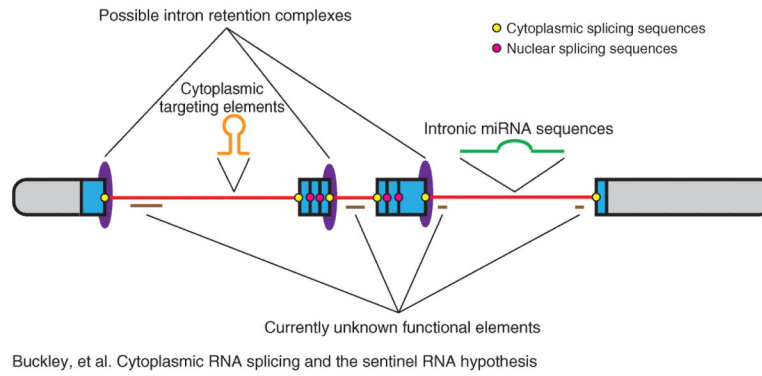 Possible intron retention complexes
Cytoplasmic splicing sequences
Nuclear splicing sequences
Cytoplasmic
targeting elements
Intronic miRNA sequences
Currently unknown functional elements
Buckley, et al. Cytoplasmic RNA splicing and the sentinel RNA hypothesis